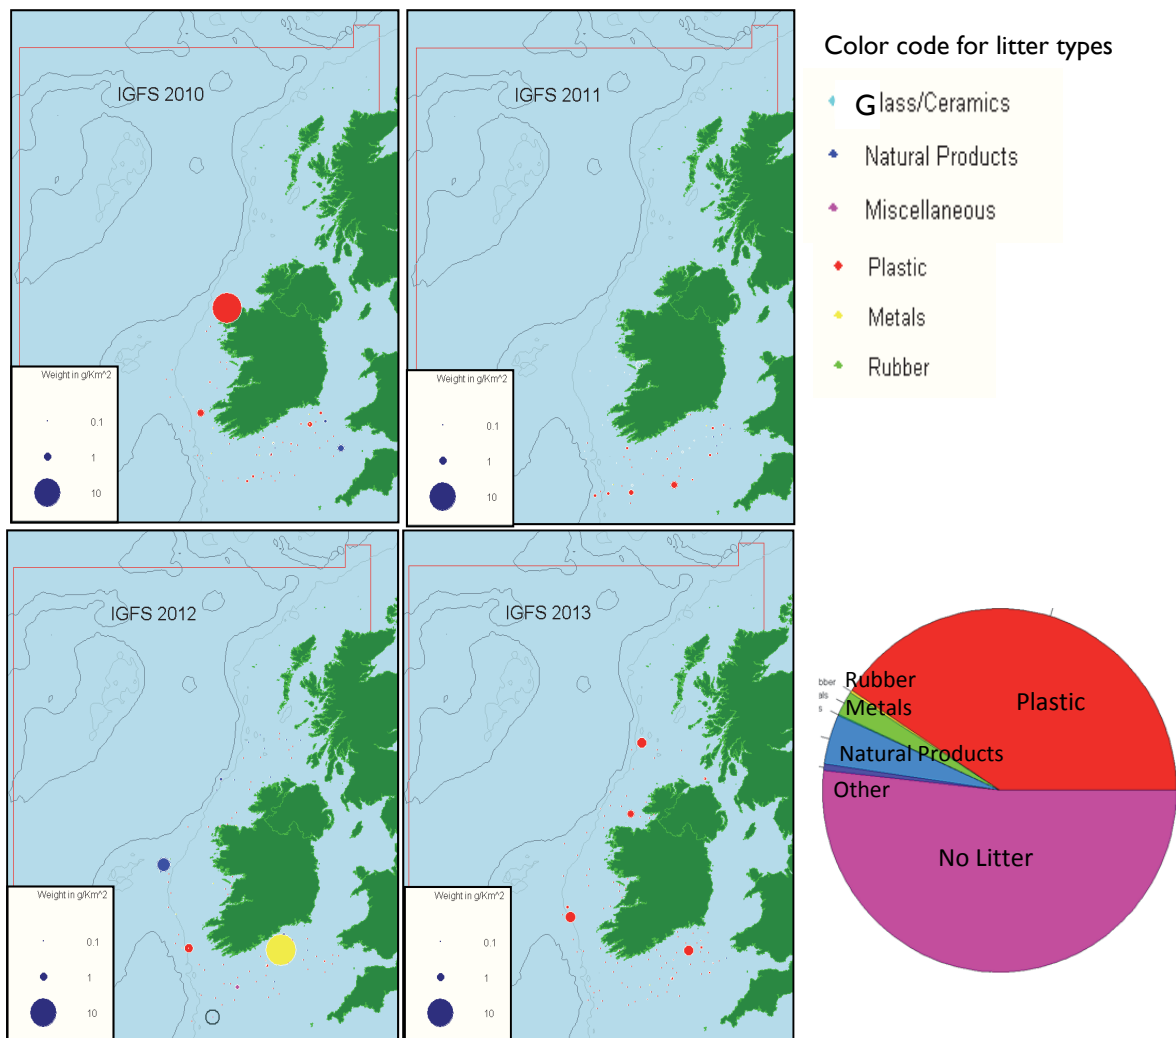 IGFS 2010
Weight in g/Km^2
0.1
1
10
IGFS 2011
Weight in g/Km^2
0.1
1
10
Color code for litter types
Glass/Ceramics
Natural Products
Miscellaneous
Plastic
Metals
Rubber
IGFS 2012
Weight in g/Km^2
0.1
1
10
IGFS 2013
Weight in g/Km^2
0.1
1
10
bber
Rubber
als
Metals
s
Plastic
Natural Products
Other
No Litter